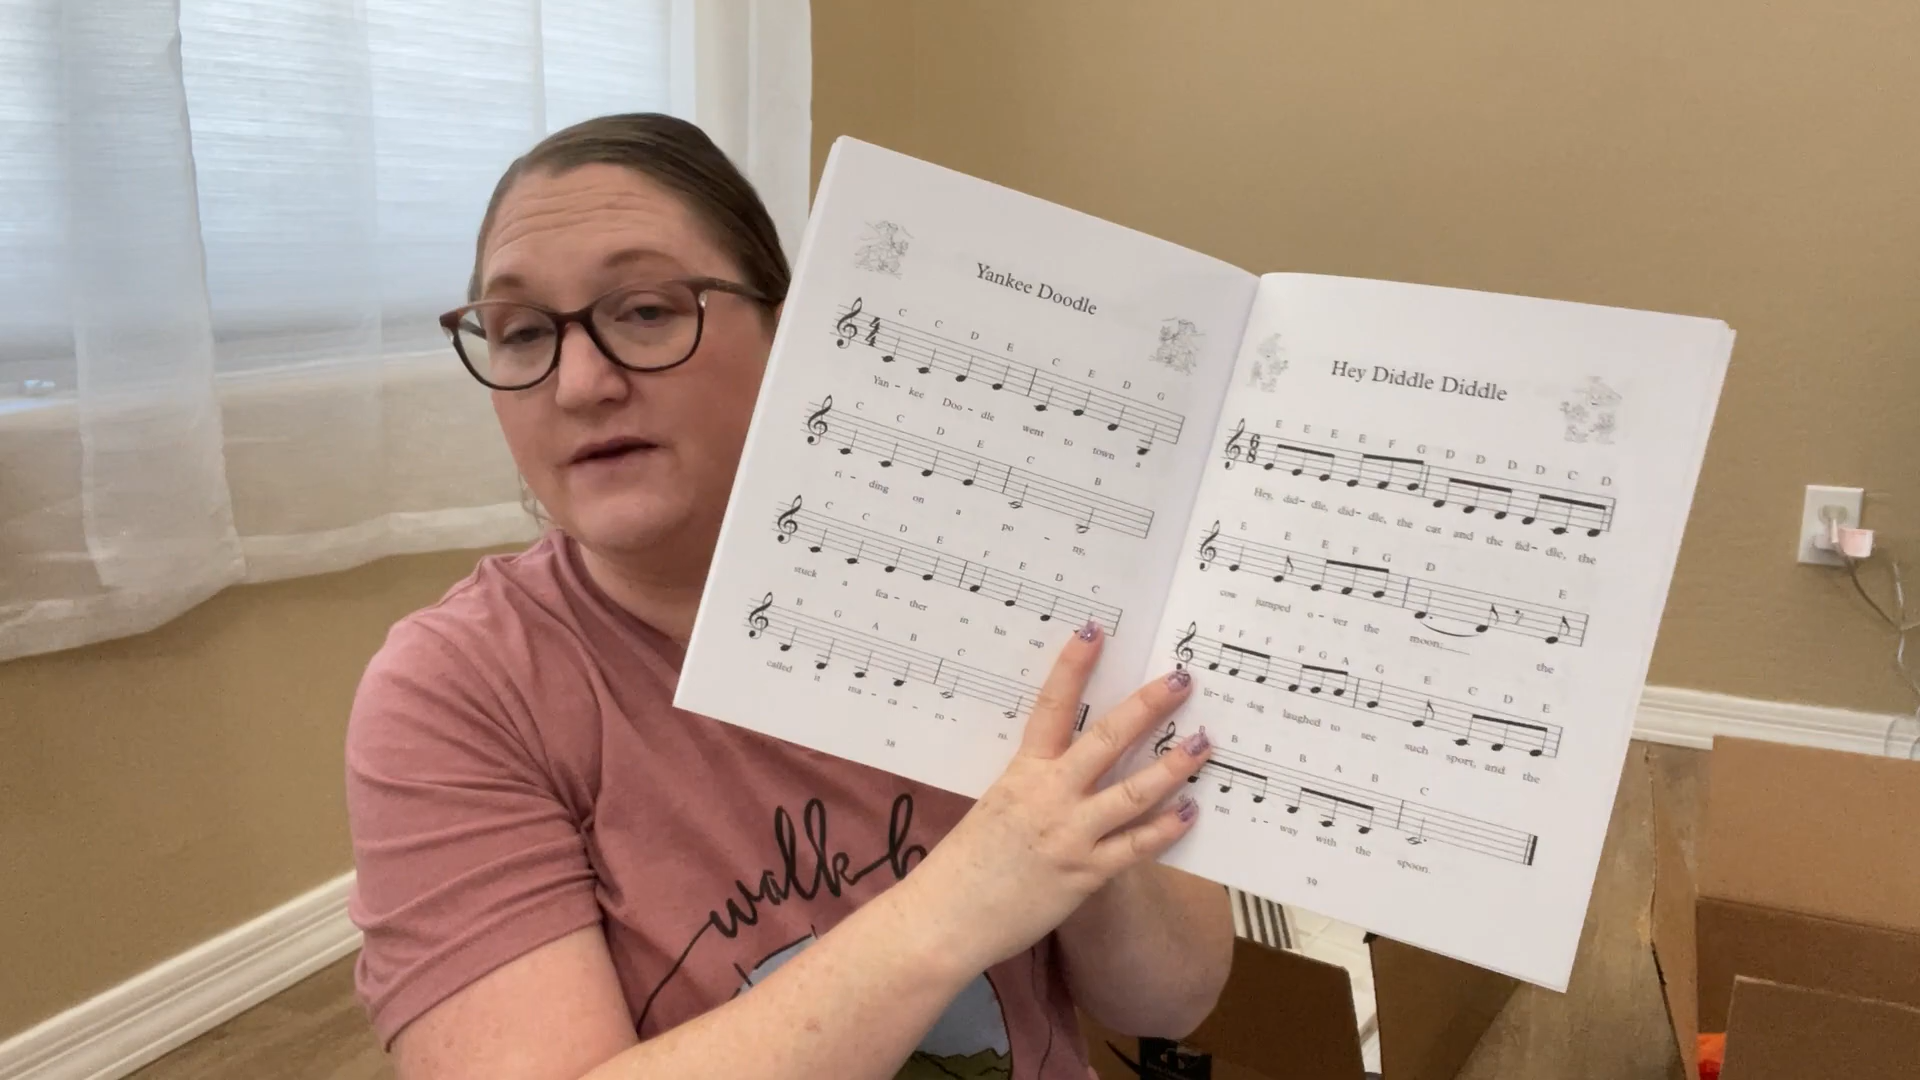 Yankee Doodle
C C D E C E D G
Yan - kee Doo - dle went to town a
C C D E C B
ri - ding on a po - ny,
C C D E F E D C
stuck a fea - ther in his cap
B G A B C C
called it ma - ca - ro - ni.
38
Hey Diddle Diddle
6 8
E E E E F G D D D D C D
Hey, did- dle, did- dle, the cat and the fid- dle, the
E E E F G D E
cow jumped o - ver the moon; the
F F F F G A G E C D E
lit- tle dog laughed to see such sport, and the
B B B A B C
ran a - way with the spoon.
39
walk b